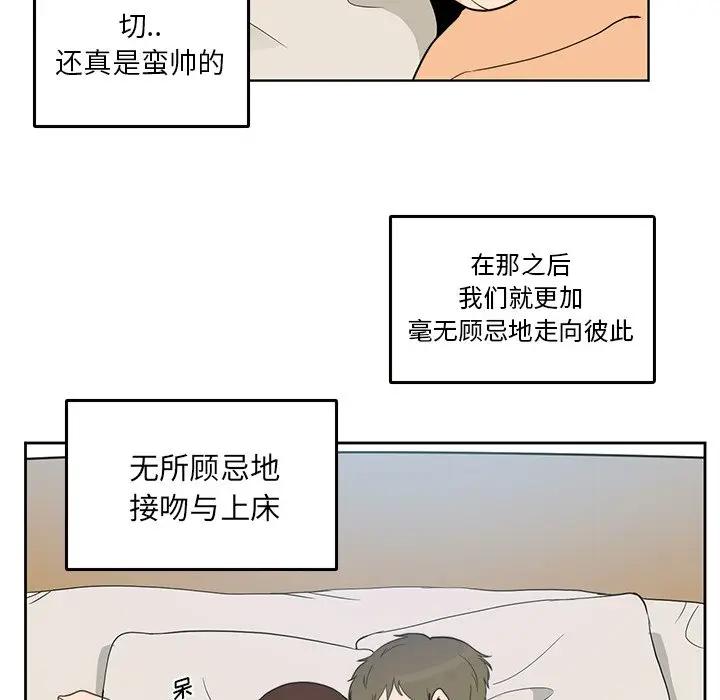 切..
还真是蛮帅的
在那之后
我们就更加
毫无顾忌地走向彼此
无所顾忌地
接吻与上床
呆